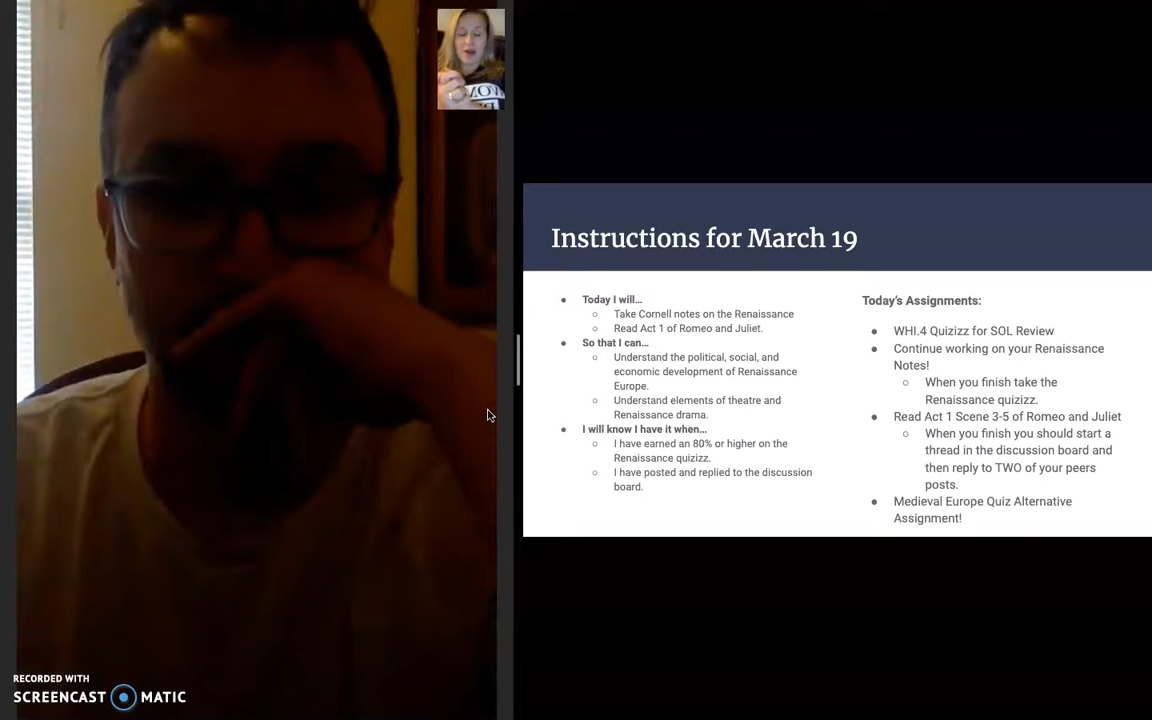 Instructions for March 19
Today I will…
Take Cornell notes on the Renaissance
Read Act 1 of Romeo and Juliet.
So that I can…
Understand the political, social, and
economic development of Renaissance
Europe.
Understand elements of theatre and
Renaissance drama.
I will know I have it when…
I have earned an 80% or higher on the
Renaissance quizizz.
I have posted and replied to the discussion
board.
Today's Assignments:
WHI.4 Quizizz for SOL Review
Continue working on your Renaissance
Notes!
When you finish take the
Renaissance quizizz.
Read Act 1 Scene 3-5 of Romeo and Juliet
When you finish you should start a
thread in the discussion board and
then reply to TWO of your peers
posts.
Medieval Europe Quiz Alternative
Assignment!
RECORDED WITH
SCREENCAST MATIC